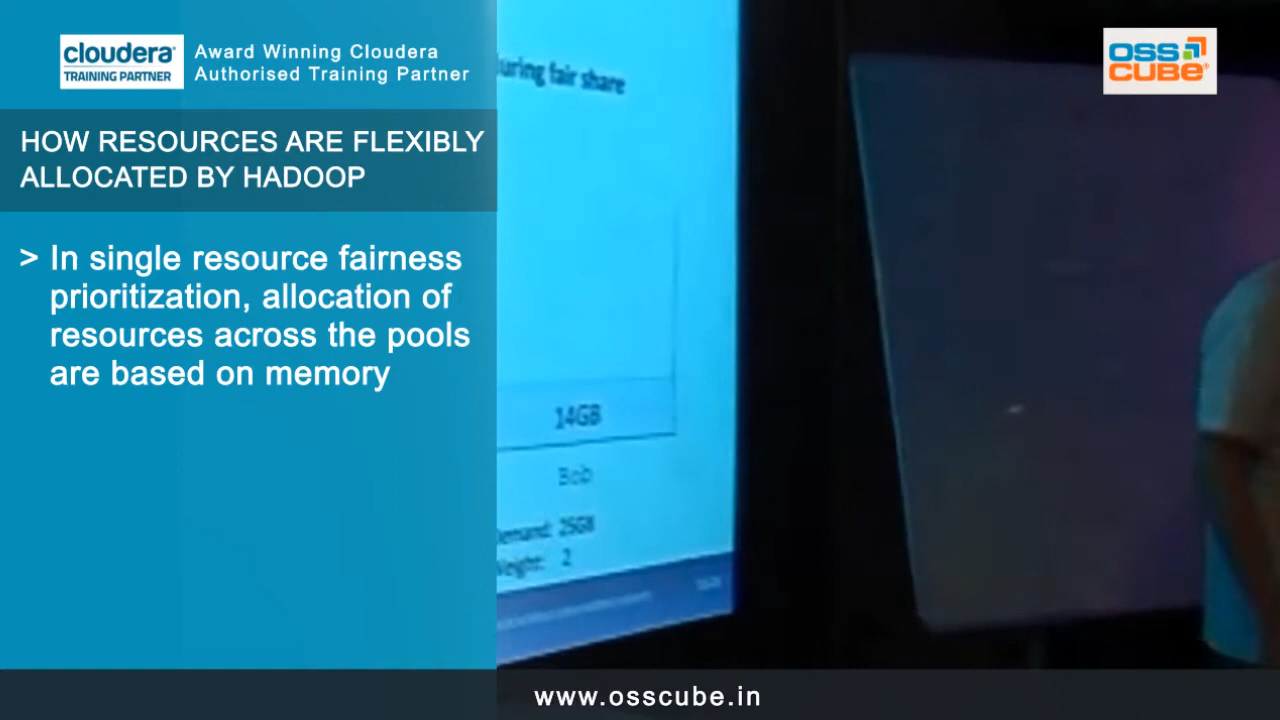 cloudera
TRAINING PARTNER
Award Winning Cloudera
Authorised Training Partner
OSS
CUBE
HOW RESOURCES ARE FLEXIBLY
ALLOCATED BY HADOOP
> In single resource fairness
prioritization, allocation of
resources across the pools
are based on memory
uring fair share
14GB
Bob
emand: 25GB
eight: 2
www.osscube.in